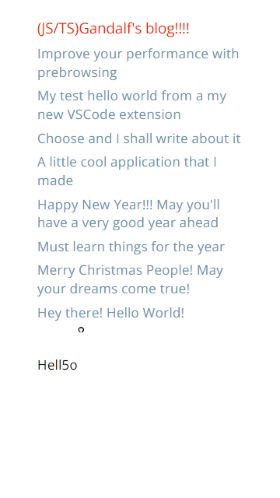 (JS/TS)Gandalf's blog!!!!
Improve your performance with
prebrowsing
My test hello world from a my
new VSCode extension
Choose and I shall write about it
A little cool application that I
made
Happy New Year!!! May you'll
have a very good year ahead
Must learn things for the year
Merry Christmas People! May
your dreams come true!
Hey there! Hello World!
Hell5o